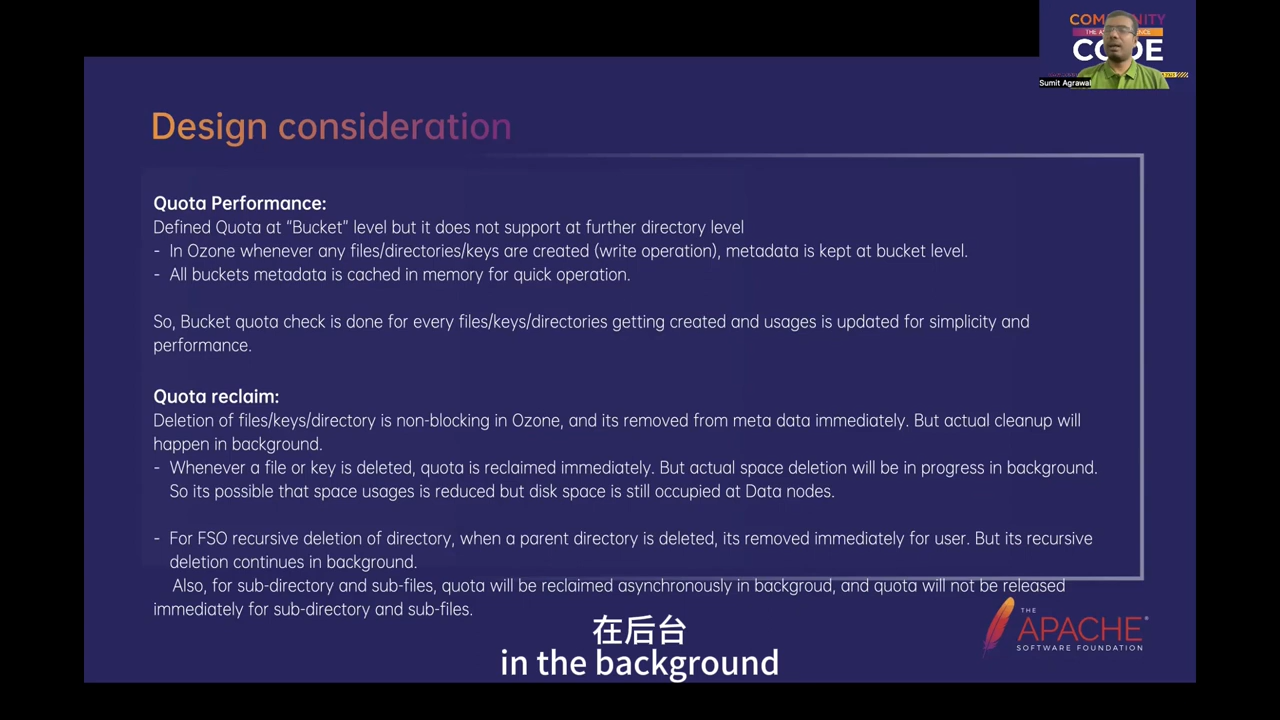 COMMUNITY
CODE
Sumit Agrawal
Design consideration
Quota Performance:
Defined Quota at “Bucket” level but it does not support at further directory level
- In Ozone whenever any files/directories/keys are created (write operation), metadata is kept at bucket level.
- All buckets metadata is cached in memory for quick operation.
So, Bucket quota check is done for every files/keys/directories getting created and usages is updated for simplicity and
performance.
Quota reclaim:
Deletion of files/keys/directory is non-blocking in Ozone, and its removed from meta data immediately. But actual cleanup will
happen in background.
- Whenever a file or key is deleted, quota is reclaimed immediately. But actual space deletion will be in progress in background.
So its possible that space usages is reduced but disk space is still occupied at Data nodes.
- For FSO recursive deletion of directory, when a parent directory is deleted, its removed immediately for user. But its recursive
deletion continues in background.
Also, for sub-directory and sub-files, quota will be reclaimed asynchronously in backgroud, and quota will not be released
immediately for sub-directory and sub-files.
在后台
in the background
THE
APACHE
SOFTWARE FOUNDATION